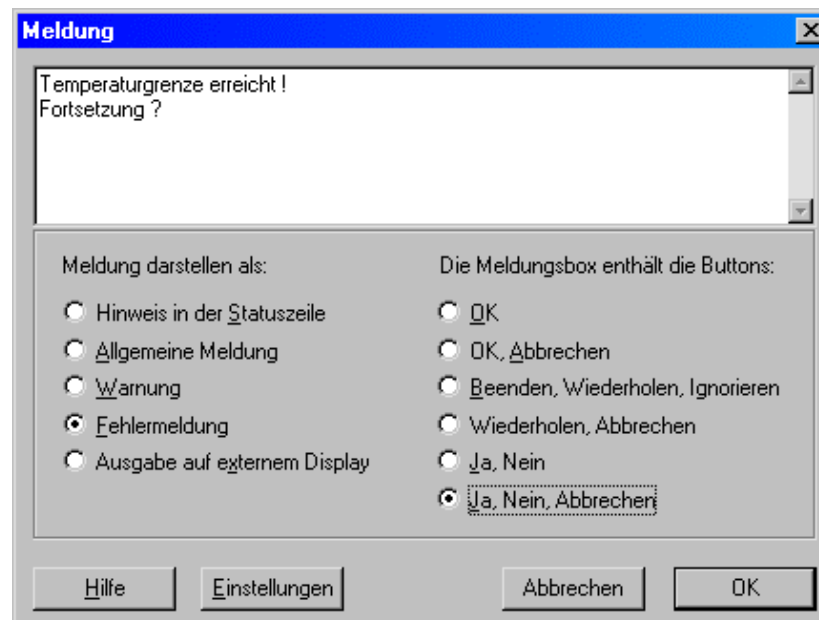 Meldung
Temperaturgrenze erreicht !
Fortsetzung ?
Meldung darstellen als:
Hinweis in der Statuszeile
Allgemeine Meldung
Warnung
Fehlermeldung
Ausgabe auf externem Display
Die Meldungsbox enthält die Buttons:
OK
OK, Abbrechen
Beenden, Wiederholen, Ignorieren
Wiederholen, Abbrechen
Ja, Nein
Ja, Nein, Abbrechen
Hilfe
Einstellungen
Abbrechen
OK